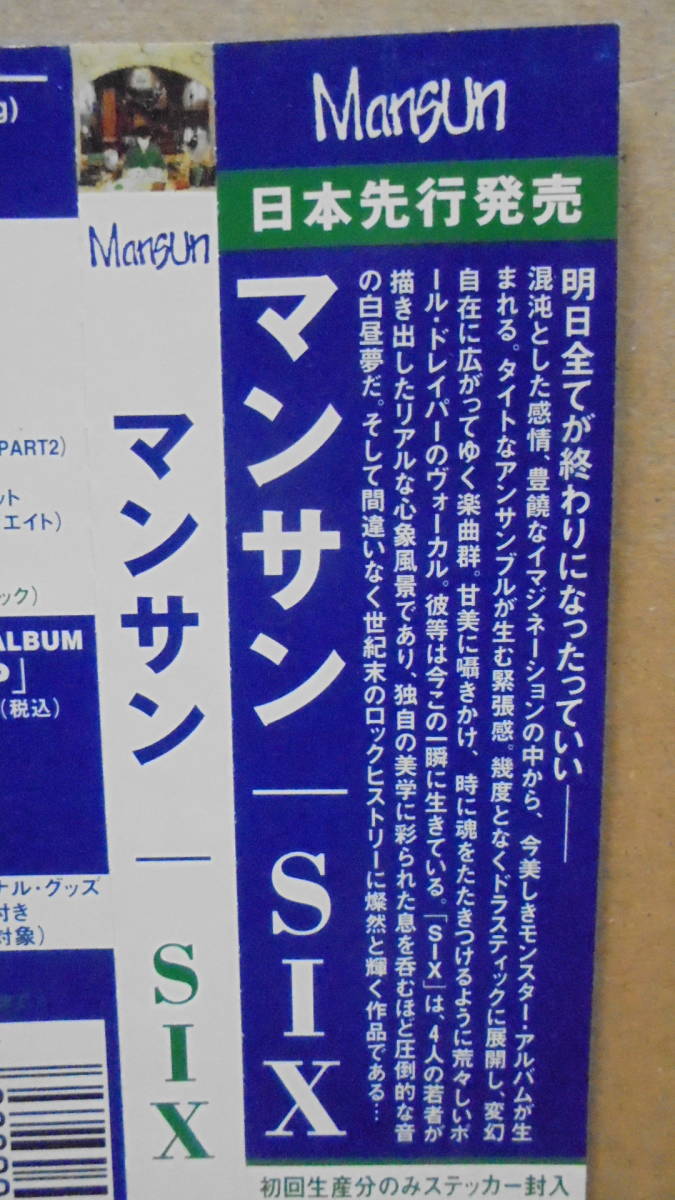 Mansun
日本先行発売
明日全てが終わりになったっていい——
混沌とした感情、豊饒なイマジネーションの中から、今美しきモンスター・アルバムが生
まれる。タイトなアンサンブルが生む緊張感。幾度となくドラスティックに展開し、変幻
自在に広がってゆく楽曲群。甘美に囁きかけ、時に魂をたたきつけるように荒々しいポ
ール・ドレイパーのヴォーカル。彼等は今この一瞬に生きている。「SIX」は、4人の若者が
描き出したリアルな心象風景であり、独自の美学に彩られた息を呑むほど圧倒的な音
の白昼夢だ。そして間違いなく世紀末のロックヒストリーに燦然と輝く作品である…
マンサン | SIX
初回生産分のみステッカー封入
Mansun
マンサン | SIX
g)
PART2)
ット
エイト)
ック)
ALBUM
」
(税込)
ナル・グッズ
付き
対象)